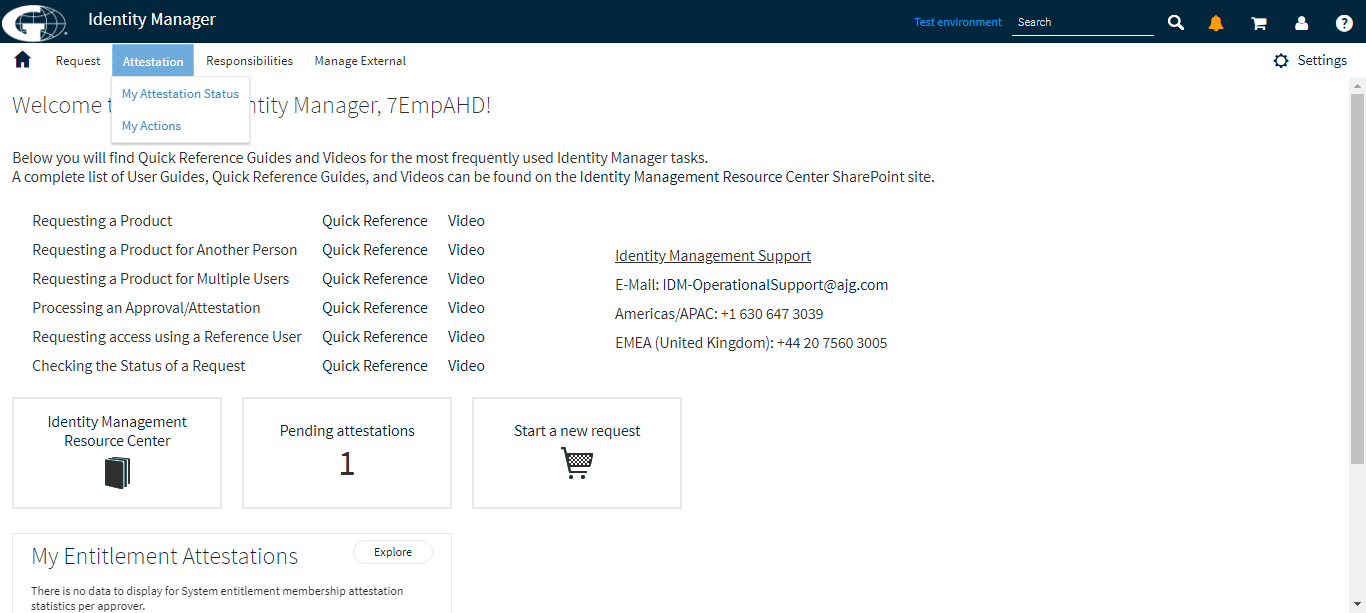 Identity Manager
Test environment
Search
Request
Attestation
Responsibilities
Manage External
Settings
My Attestation Status
My Actions
Welcome ntity Manager, 7EmpAHD!
Below you will find Quick Reference Guides and Videos for the most frequently used Identity Manager tasks.
A complete list of User Guides, Quick Reference Guides, and Videos can be found on the Identity Management Resource Center SharePoint site.
Requesting a Product Quick Reference Video
Requesting a Product for Another Person Quick Reference Video
Requesting a Product for Multiple Users Quick Reference Video
Processing an Approval/Attestation Quick Reference Video
Requesting access using a Reference User Quick Reference Video
Checking the Status of a Request Quick Reference Video
Identity Management Support
E-Mail: IDM-OperationalSupport@ajg.com
Americas/APAC: +1 630 647 3039
EMEA (United Kingdom): +44 20 7560 3005
Identity Management
Resource Center
Pending attestations
1
Start a new request
My Entitlement Attestations
Explore
There is no data to display for System entitlement membership attestation
statistics per approver.